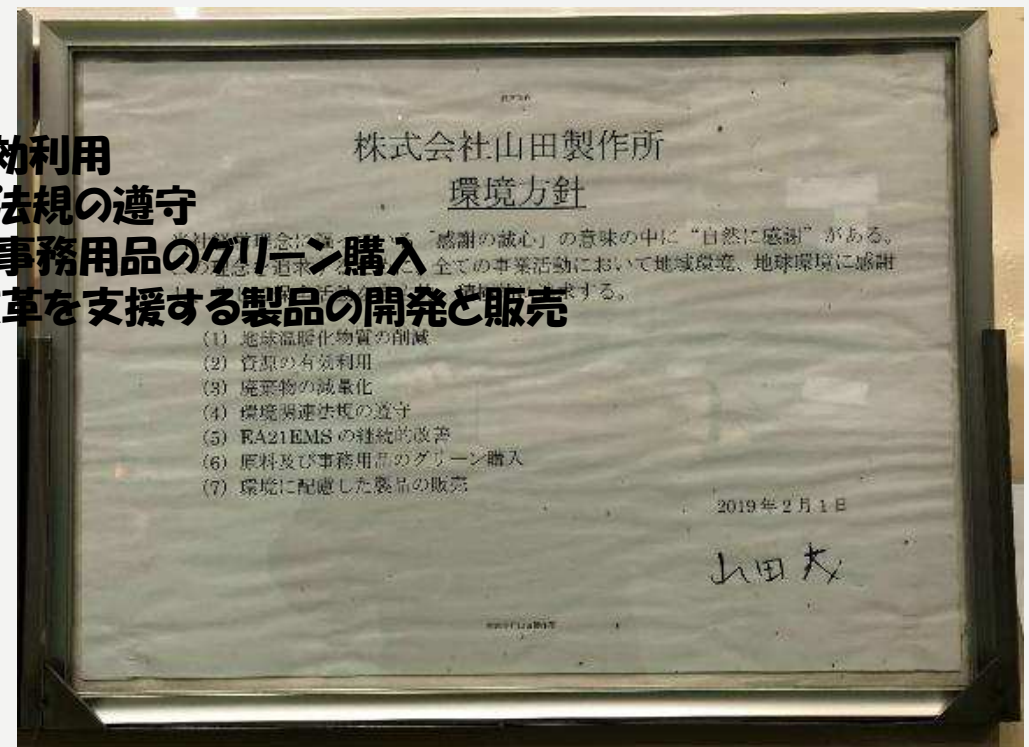 株式会社山田製作所
環境方針
効利用
法規の遵守
「感謝の誠心」の意味の中に“自然に感謝”がある。
事務用品のグリーン購入
全ての事業活動において地域環境、地球環境に感謝
革を支援する製品の開発と販売
する。
(1) 地球温暖化物質の削減
(2) 資源の有効利用
(3) 廃棄物の減量化
(4) 環境関連法規の遵守
(5) EA21EMSの継続的改善
(6) 原料及び事務用品のグリーン購入
(7) 環境に配慮した製品の販売
2019年2月1日
山田